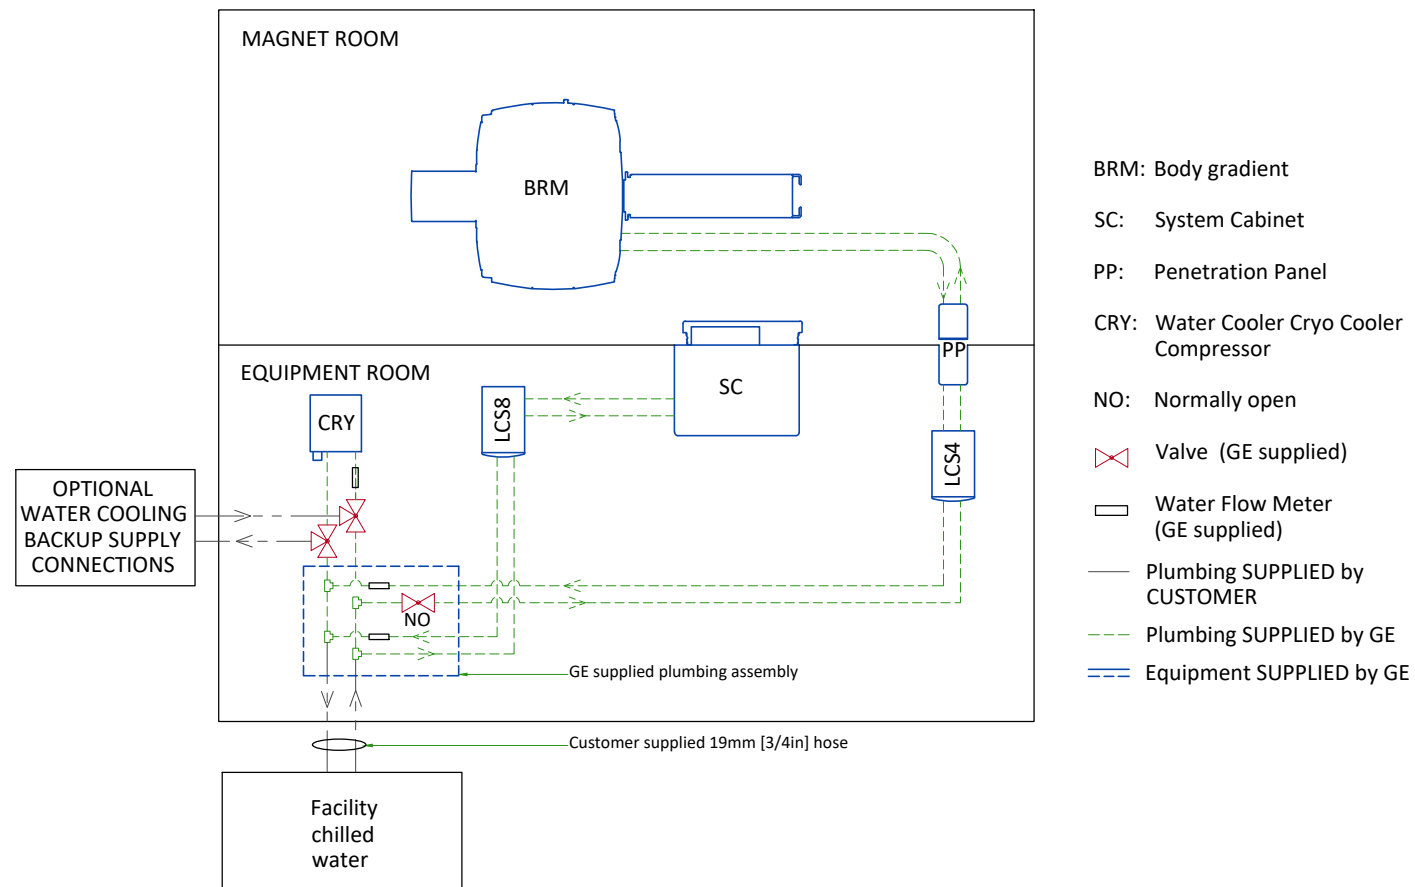 MAGNET ROOM
BRM
BRM: Body gradient
SC: System Cabinet
PP: Penetration Panel
CRY: Water Cooler Cryo Cooler
Compressor
NO: Normally open
Valve (GE supplied)
Water Flow Meter
(GE supplied)
Plumbing SUPPLIED by
CUSTOMER
Plumbing SUPPLIED by GE
Equipment SUPPLIED by GE
PP
EQUIPMENT ROOM
SC
CRY
LCS8
LCS4
OPTIONAL
WATER COOLING
BACKUP SUPPLY
CONNECTIONS
NO
GE supplied plumbing assembly
Customer supplied 19mm [3/4in] hose
Facility
chilled
water